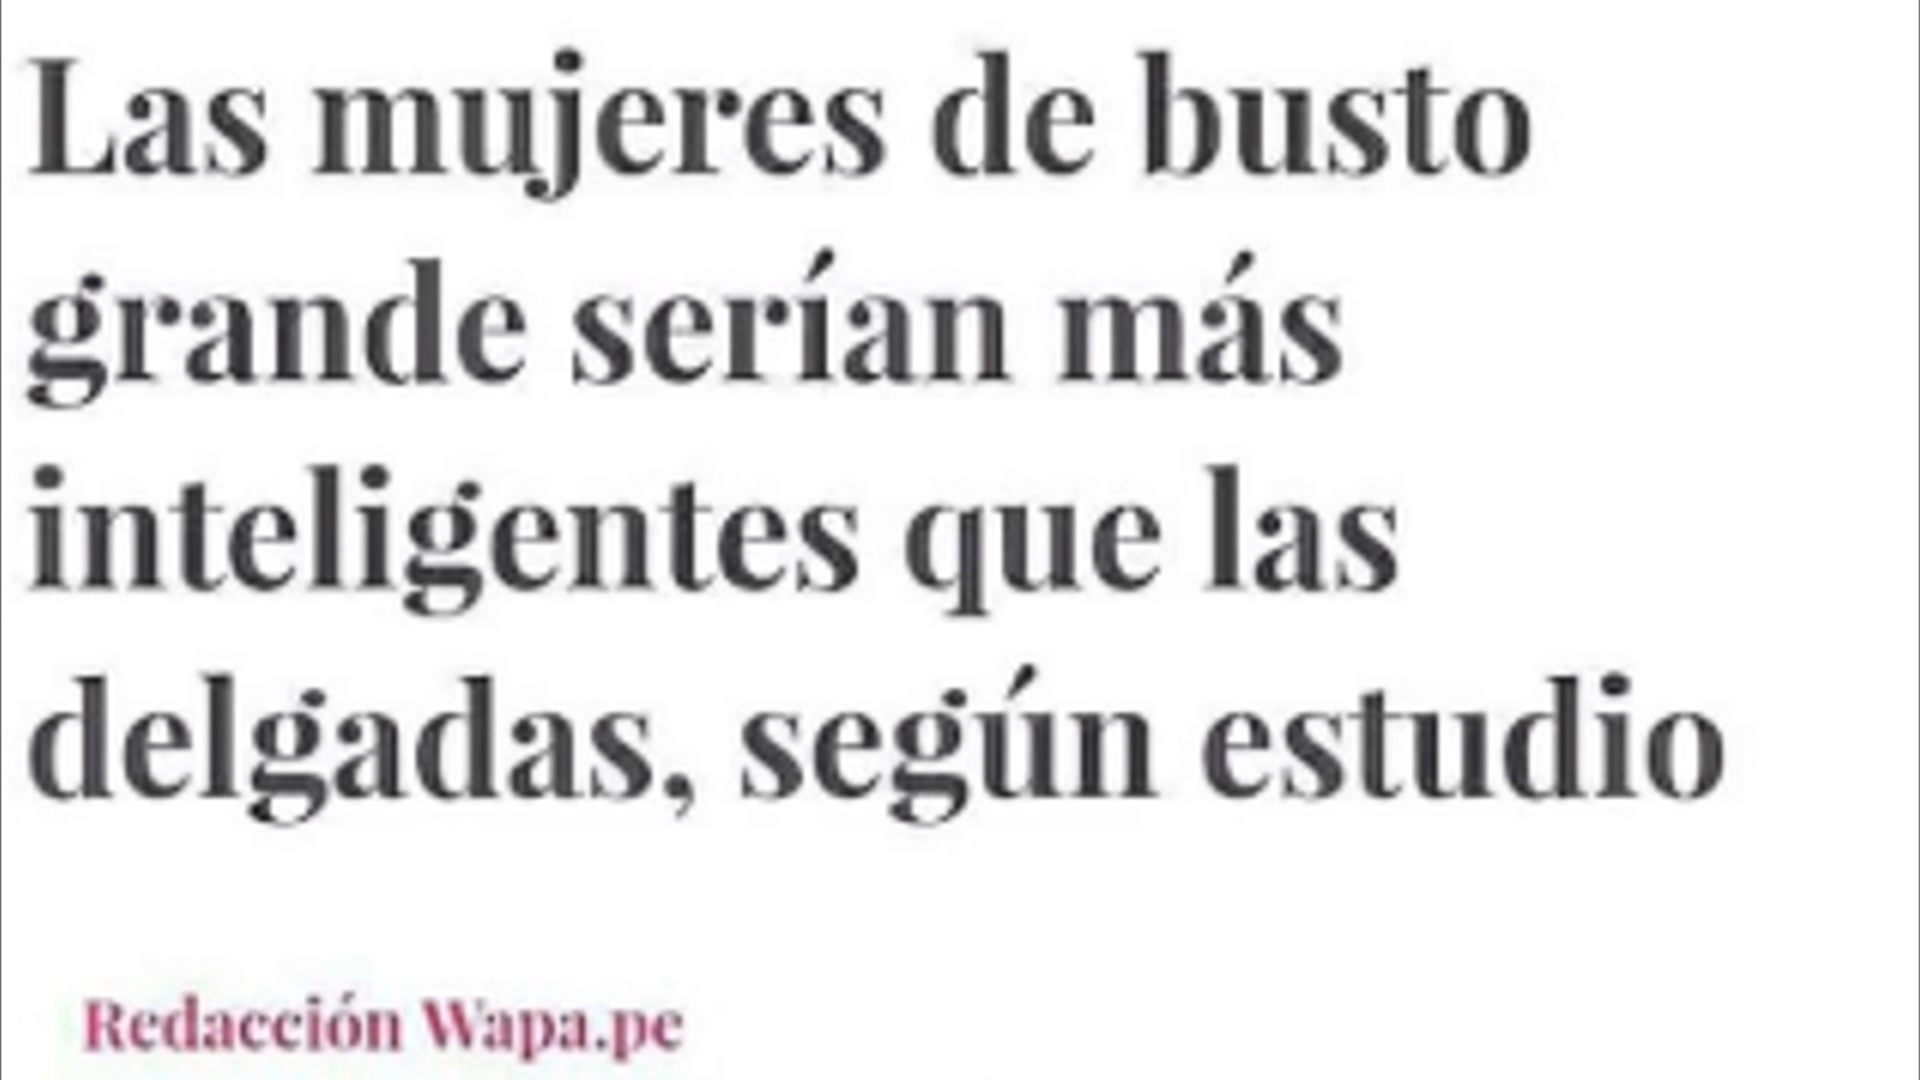 Las mujeres de busto
grande serían más
inteligentes que las
delgadas, según estudio
Redacción Wapa.pe